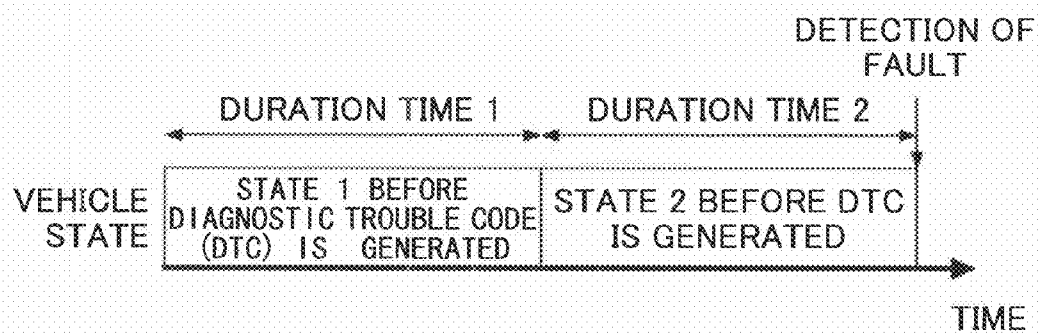 DETECTION OF
FAULT
DURATION TIME 1
DURATION TIME 2
VEHICLE
STATE
STATE 1 BEFORE
DIAGNOSTIC TROUBLE CODE
(DTC) IS GENERATED
STATE 2 BEFORE DTC
IS GENERATED
TIME